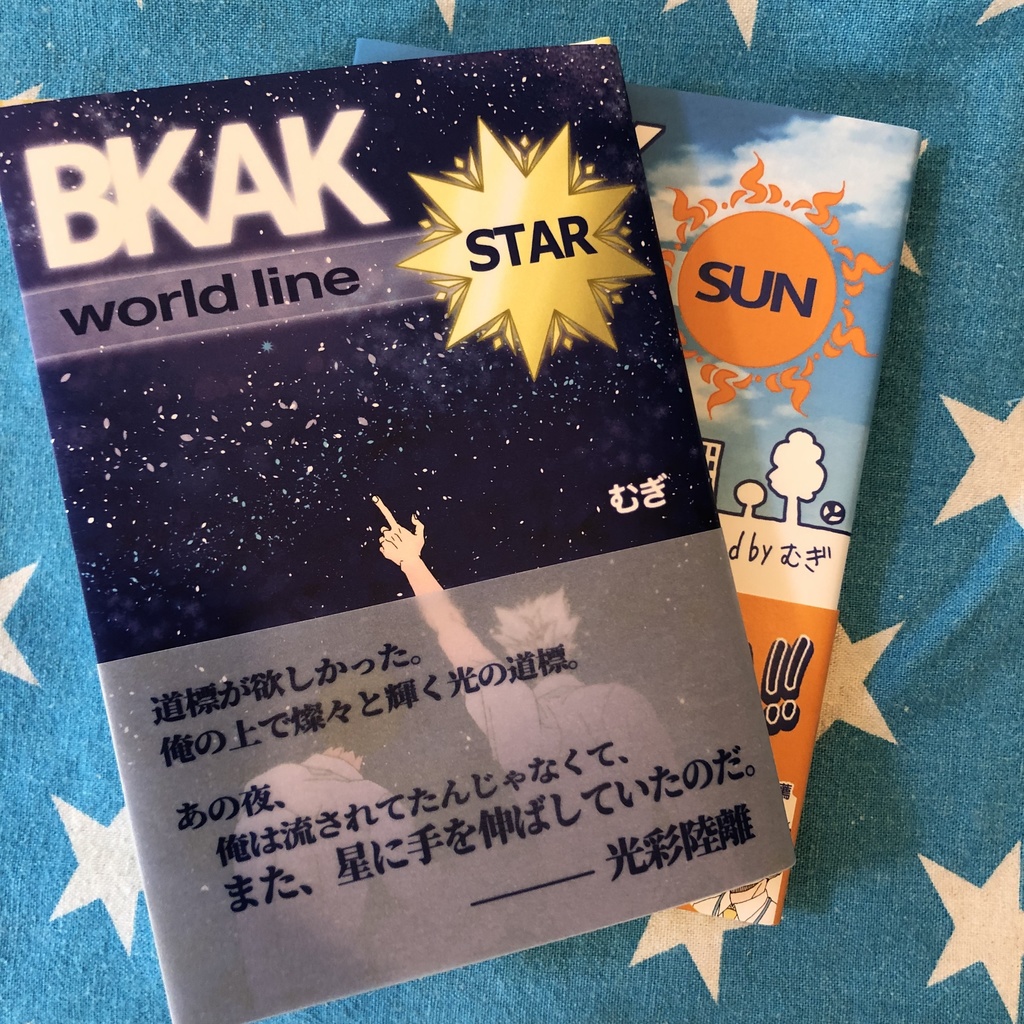 BKAK
STAR
world line
むぎ
道標が欲しかった。
俺の上で燦々と輝く光の道標。
あの夜、
俺は流されてたんじゃなくて、
また、星に手を伸ばしていたのだ。
―― 光彩陸離
SUN
d by むぎ
!!